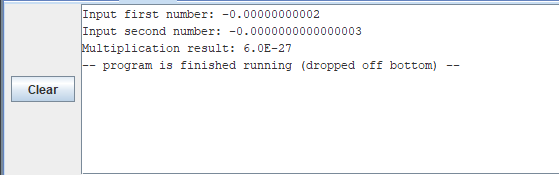 Input first number: -0.00000000002
Input second number: -0.0000000000000003
Multiplication result: 6.0E-27
-- program is finished running (dropped off bottom) --
Clear